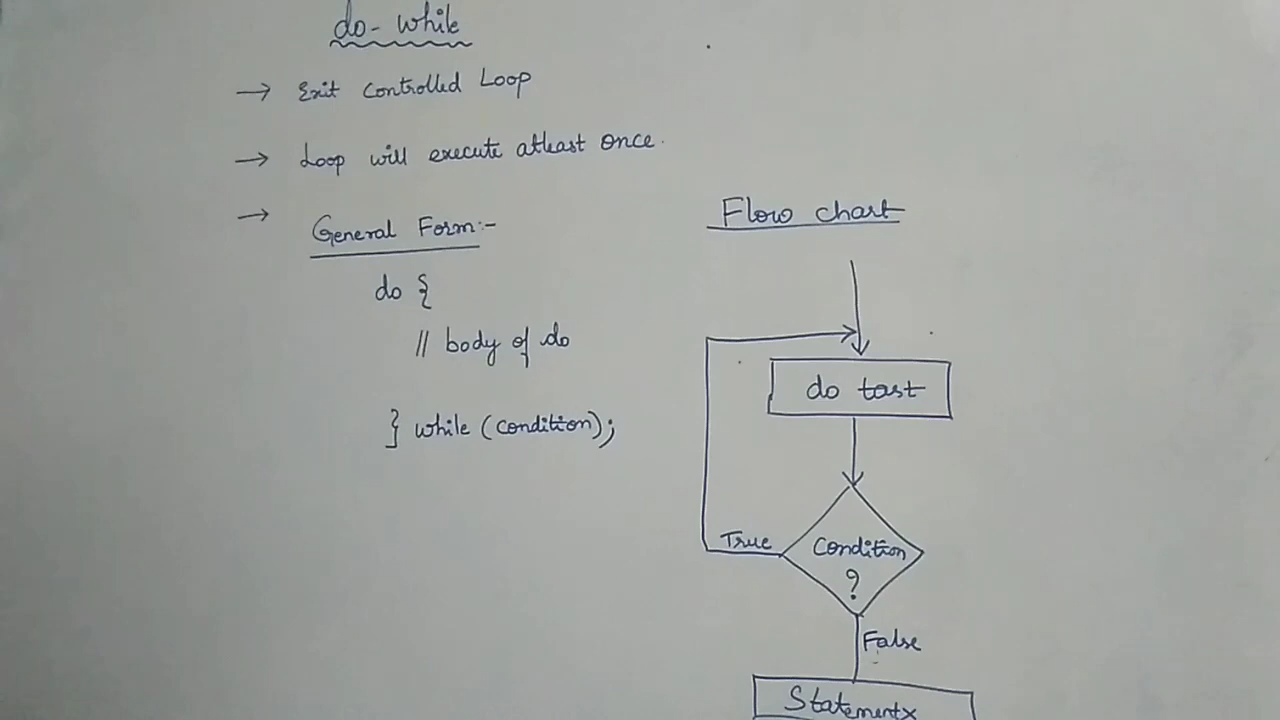 do- while
→ Exit Controlled Loop
→ Loop will execute atleast once.
→ General Form:-
do {
// body of do
} while (condition);
Flow chart
do tast
Condition
?
True
False
Statementx